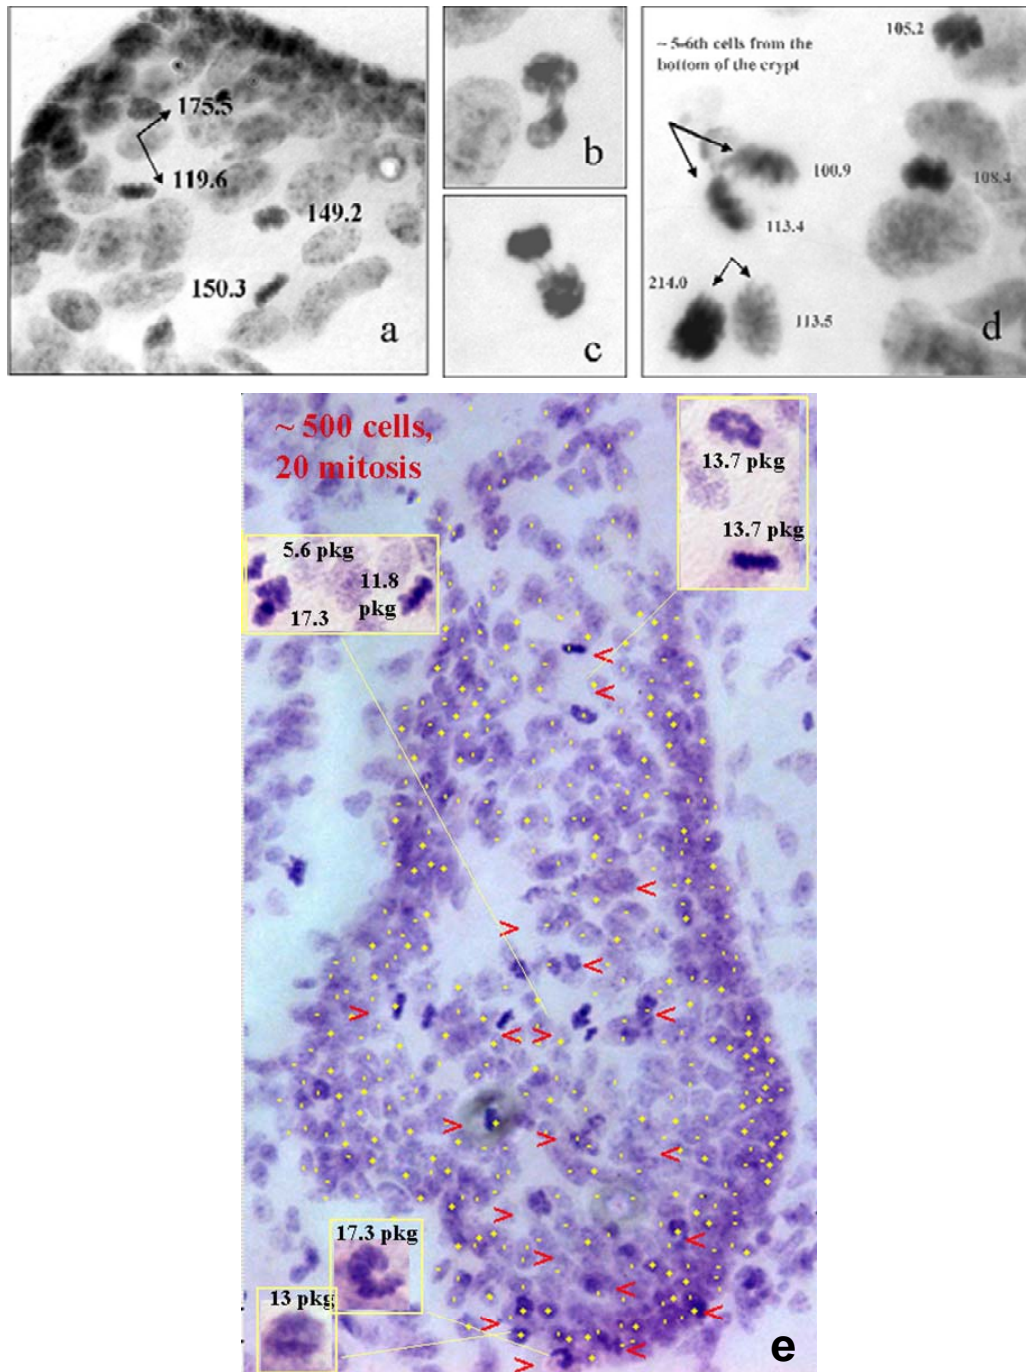 175.5
119.6
149.2
150.3
a
b
c
~ 5-6th cells from the
bottom of the crypt
105.2
100.9
108.4
113.4
214.0
113.5
d
~ 500 cells,
20 mitosis
13.7 pkg
13.7 pkg
5.6 pkg
11.8
pkg
17.3
17.3 pkg
13 pkg
e